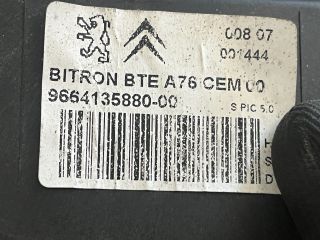 008 07
001444
BITRON BTE A76 CEM 00
9664135880-00
S PIC 5.0
H
S
D